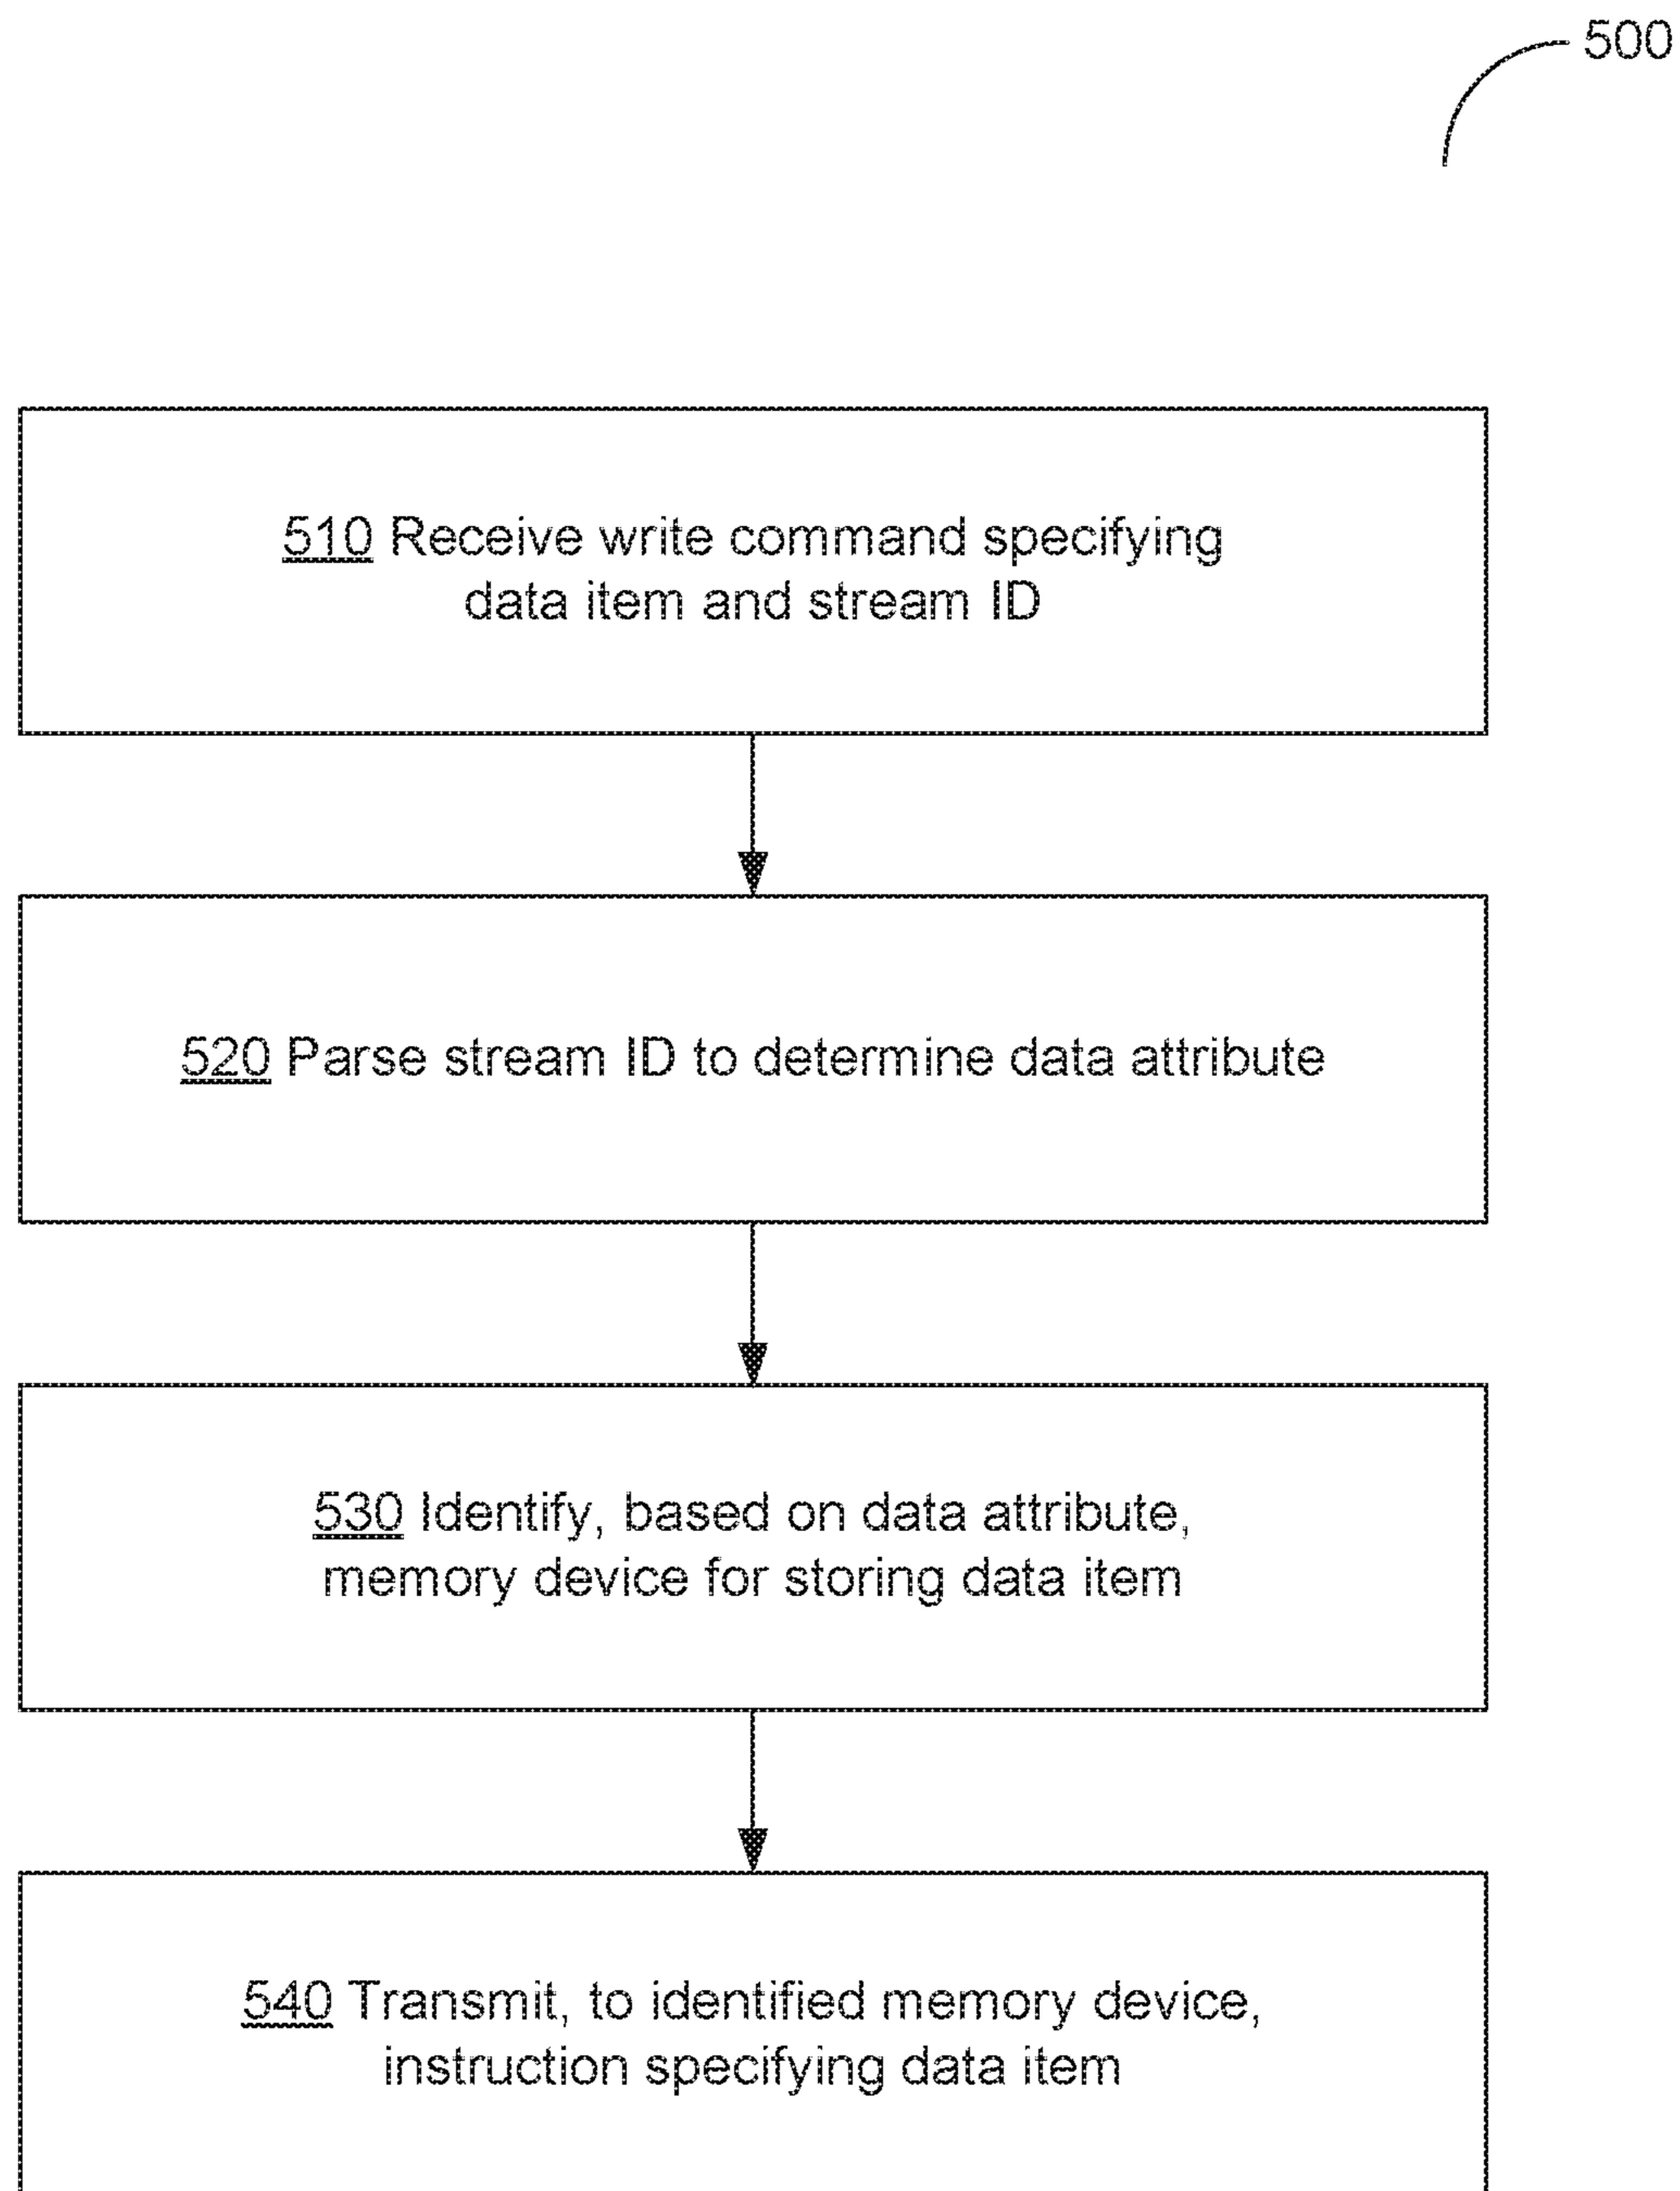 500
510 Receive write command specifying
data item and stream ID
520 Parse stream ID to determine data attribute
530 Identify, based on data attribute,
memory device for storing data item
540 Transmit, to identified memory device,
instruction specifying data item